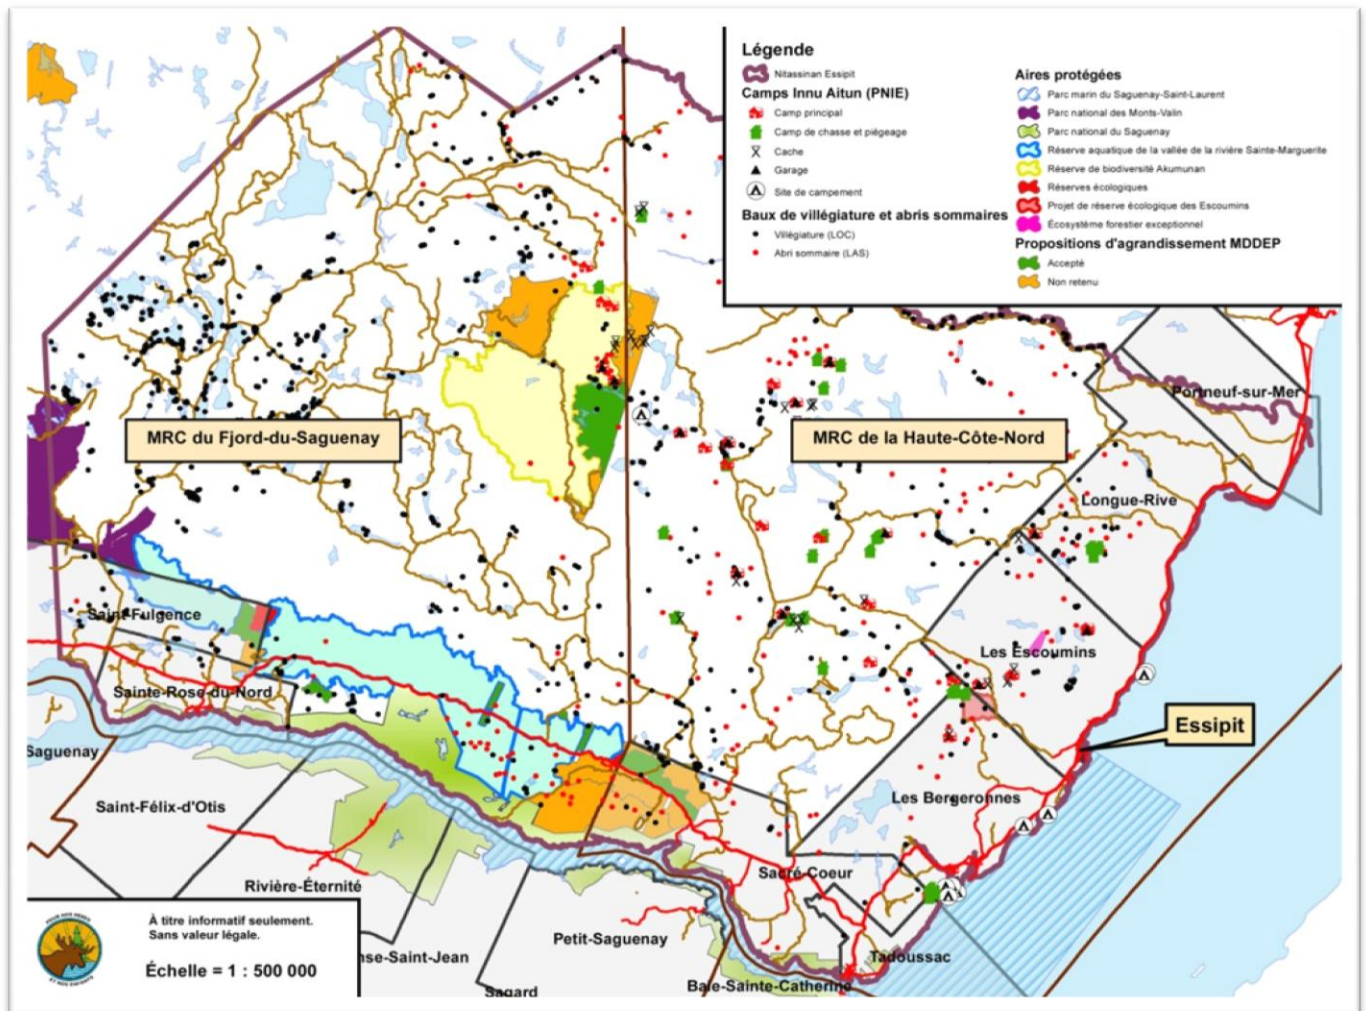 Légende
Nitassinan Essipit
Camps Innu Aitun (PNIE)
Camp principal
Camp de chasse et piégeage
Cache
Garage
Site de campement
Baux de villégiature et abris sommaires
Villégiature (LOC)
Abri sommaire (LAS)
Aires protégées
Parc marin du Saguenay-Saint-Laurent
Parc national des Monts-Valin
Parc national du Saguenay
Réserve aquatique de la vallée de la rivière Sainte-Marguerite
Réserve de biodiversité Akumunan
Réserves écologiques
Projet de réserve écologique des Escoumins
Écosystème forestier exceptionnel
Propositions d'agrandissement MDDEP
Accepté
Non retenu
Portneuf-sur-Mer
MRC du Fjord-du-Saguenay
MRC de la Haute-Côte-Nord
Longue-Rive
Saint-Fulgence
Les Escoumins
Sainte-Rose-du-Nord
Essipit
Saguenay
Les Bergeronnes
Saint-Félix-d'Otis
Sacré-Coeur
Rivière-Éternité
Petit-Saguenay
nse-Saint-Jean
Tadoussac
Baie-Sainte-Catherine
Sagard
À titre informatif seulement.
Sans valeur légale.
Échelle = 1 : 500 000